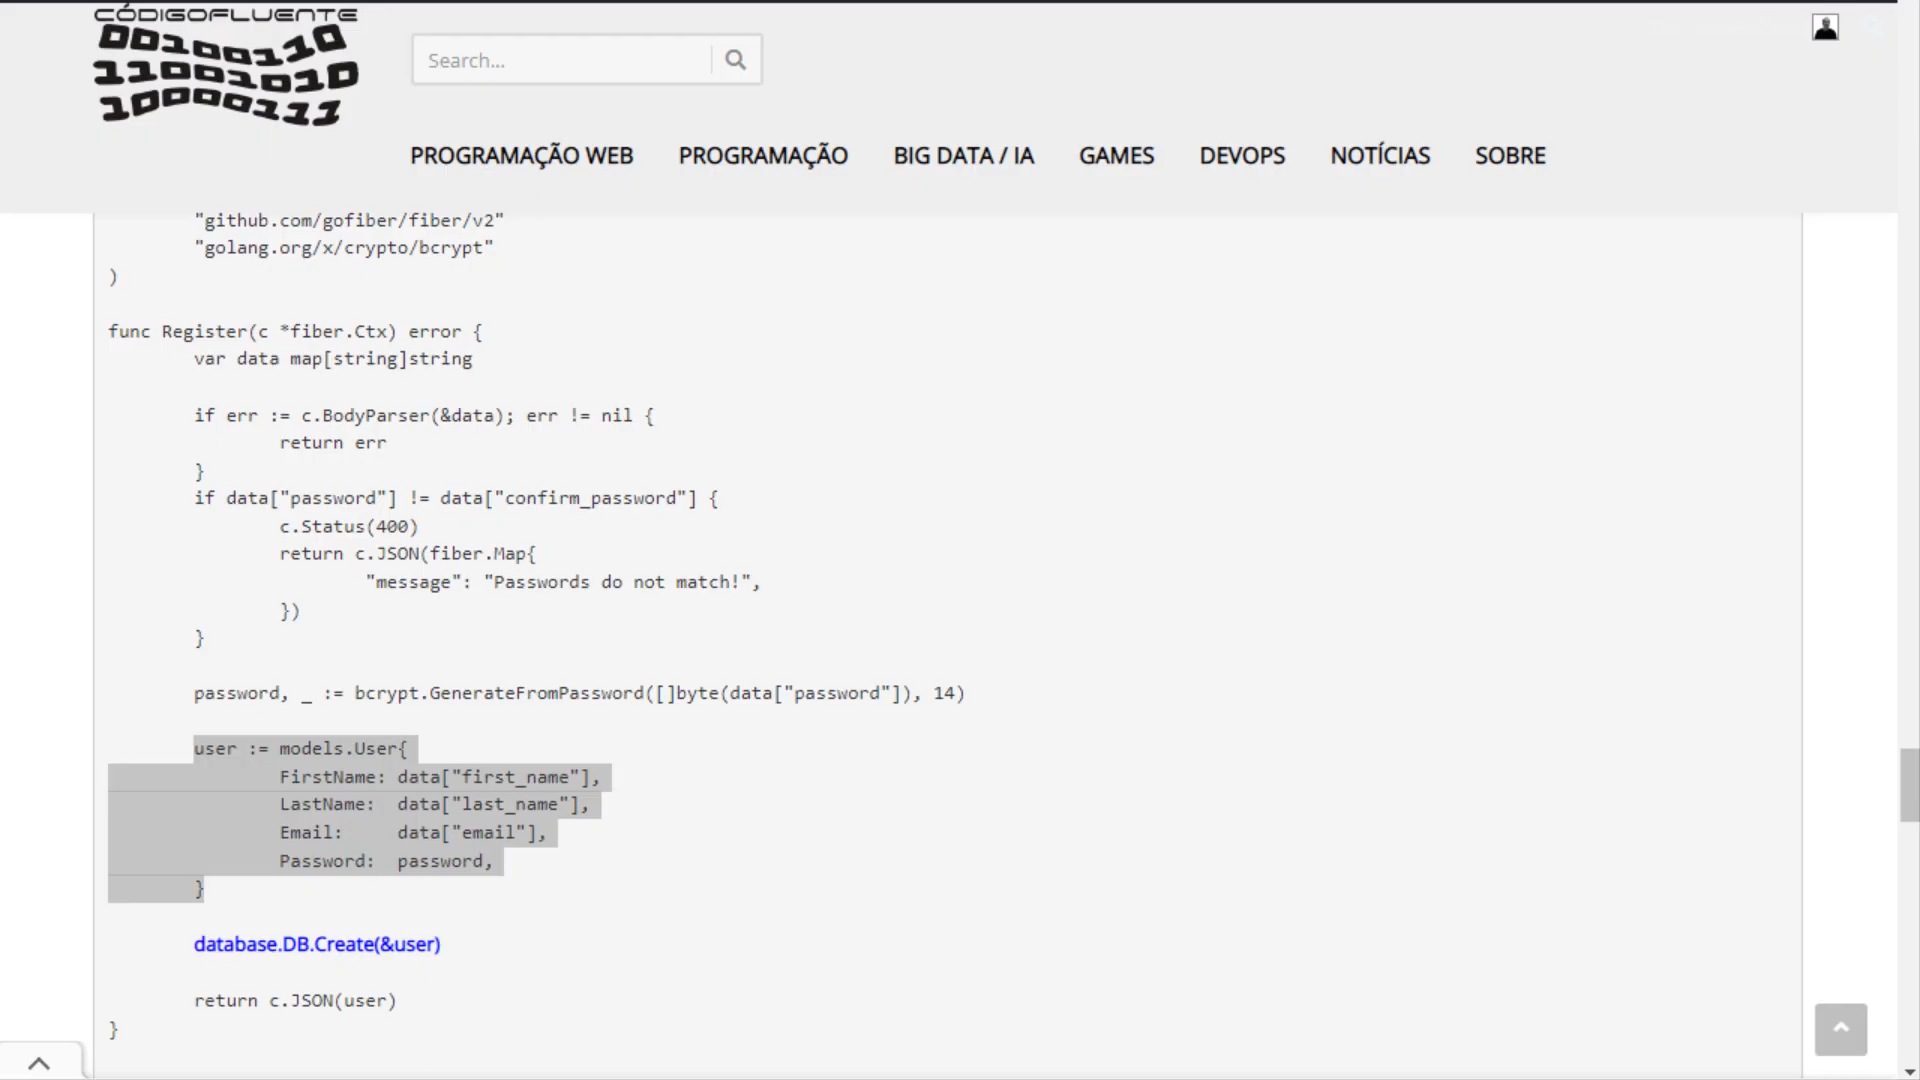 CÓDIGOFLUENTE
00100110
11001010
10000111
Search...
PROGRAMAÇÃO WEB PROGRAMAÇÃO BIG DATA / IA GAMES DEVOPS NOTÍCIAS SOBRE
"github.com/gofiber/fiber/v2"
"golang.org/x/crypto/bcrypt"
)
func Register(c *fiber.Ctx) error {
var data map[string]string
if err := c.BodyParser(&data); err != nil {
return err
}
if data["password"] != data["confirm_password"] {
c.Status(400)
return c.JSON(fiber.Map{
"message": "Passwords do not match!",
})
}
password, _ := bcrypt.GenerateFromPassword([]byte(data["password"]), 14)
user := models.User{
FirstName: data["first_name"],
LastName: data["last_name"],
Email: data["email"],
Password: password,
}
database.DB.Create(&user)
return c.JSON(user)
}